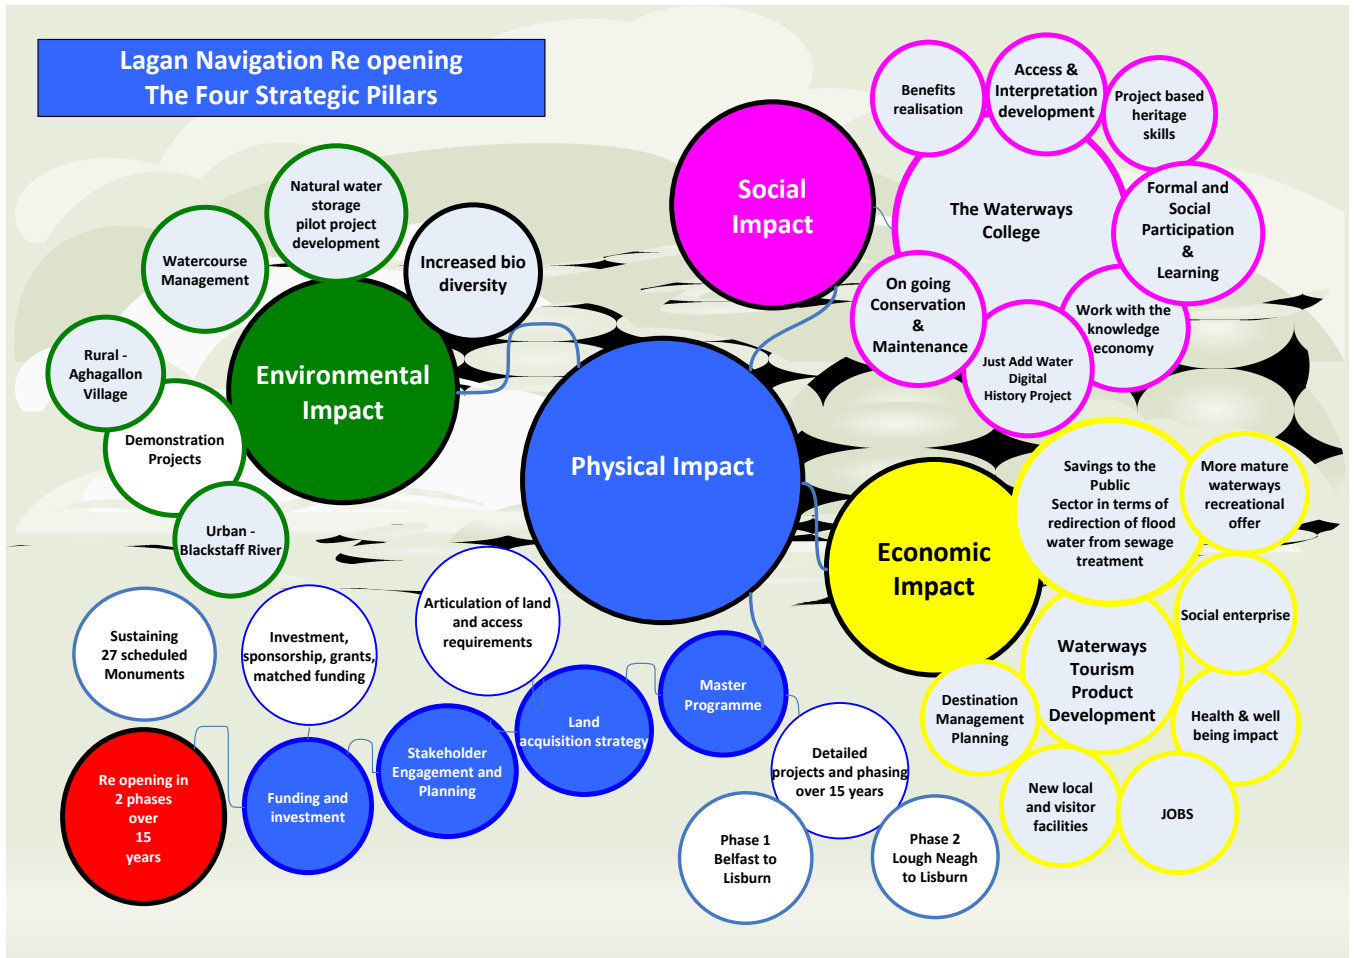 Lagan Navigation Re opening
The Four Strategic Pillars
Social
Impact
Benefits
realisation
Access &
Interpretation
development
Project based
heritage
skills
The Waterways
College
Formal and
Social
Participation
&
Learning
On going
Conservation
&
Maintenance
Just Add Water
Digital
History Project
Work with the
knowledge
economy
Natural water
storage
pilot project
development
Watercourse
Management
Increased bio
diversity
Environmental
Impact
Rural -
Aghagallon
Village
Demonstration
Projects
Urban -
Blackstaff River
Physical Impact
Economic
Impact
Savings to the
Public
Sector in terms of
redirection of flood
water from sewage
treatment
More mature
waterways
recreational
offer
Social enterprise
Waterways
Tourism
Product
Development
Destination
Management
Planning
Health & well
being impact
New local
and visitor
facilities
JOBS
Sustaining
27 scheduled
Monuments
Investment,
sponsorship, grants,
matched funding
Articulation of land
and access
requirements
Re opening in
2 phases
over
15
years
Funding and
investment
Stakeholder
Engagement and
Planning
Land
acquisition strategy
Master
Programme
Detailed
projects and phasing
over 15 years
Phase 1
Belfast to
Lisburn
Phase 2
Lough Neagh
to Lisburn